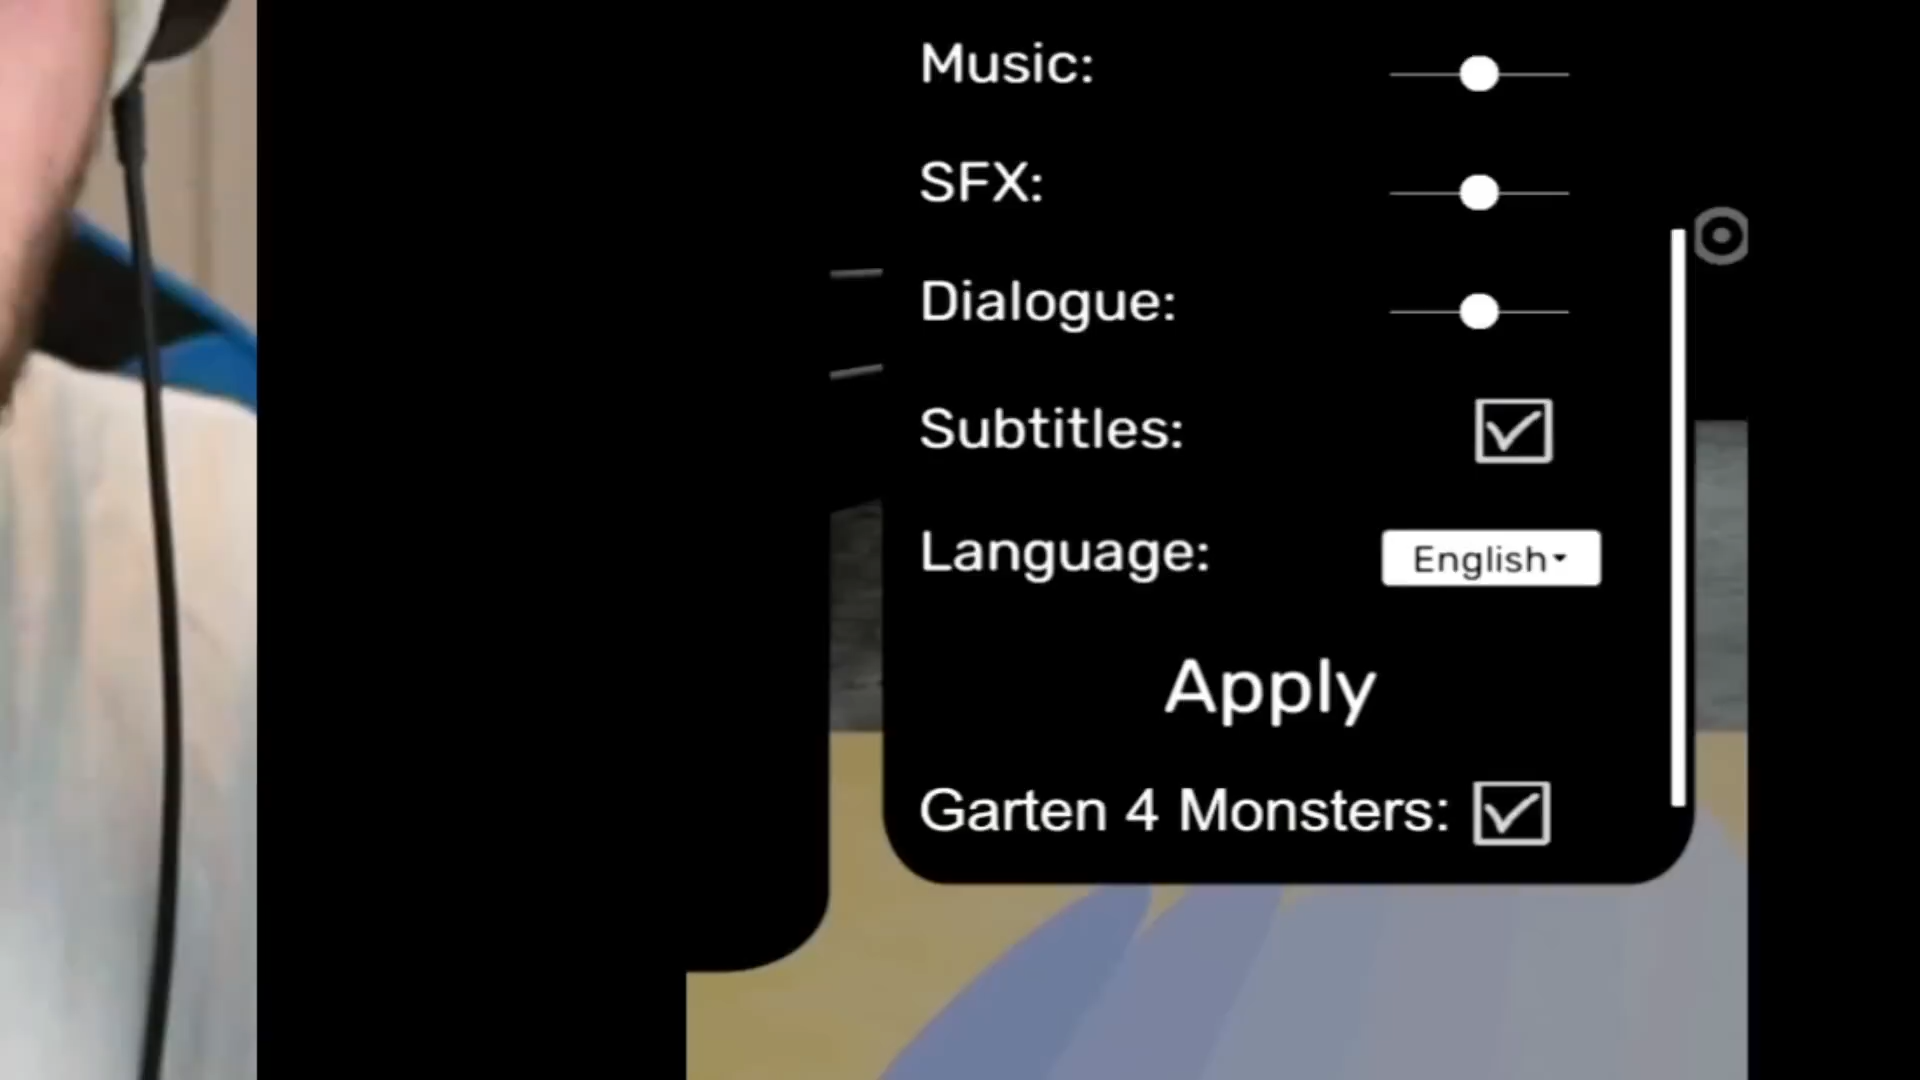 Music:
SFX:
Dialogue:
Subtitles:
Language: English
Apply
Garten 4 Monsters: